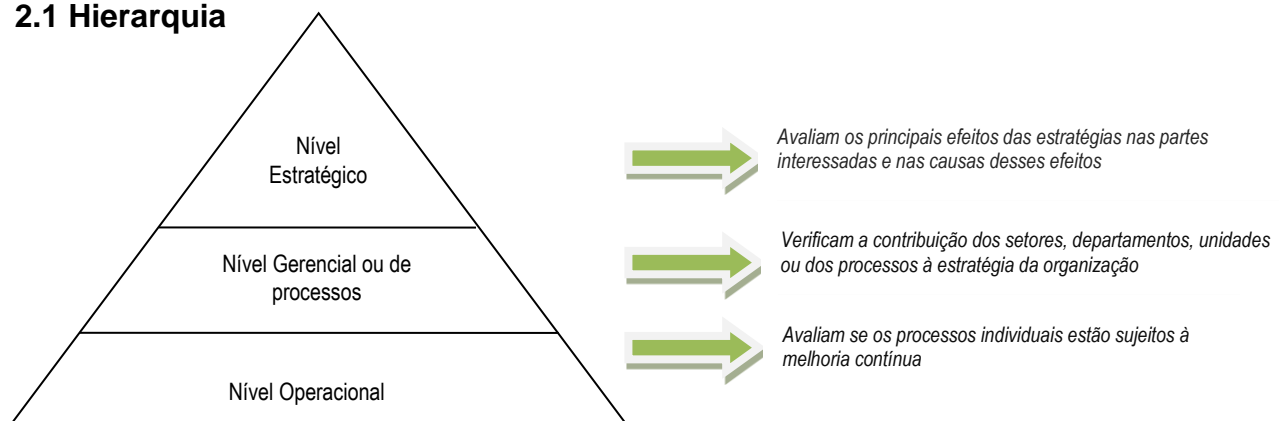 2.1 Hierarquia
Nível
Estratégico
Avaliam os principais efeitos das estratégias nas partes
interessadas e nas causas desses efeitos
Nível Gerencial ou de
processos
Verificam a contribuição dos setores, departamentos, unidades
ou dos processos à estratégia da organização
Nível Operacional
Avaliam se os processos individuais estão sujeitos à
melhoria contínua